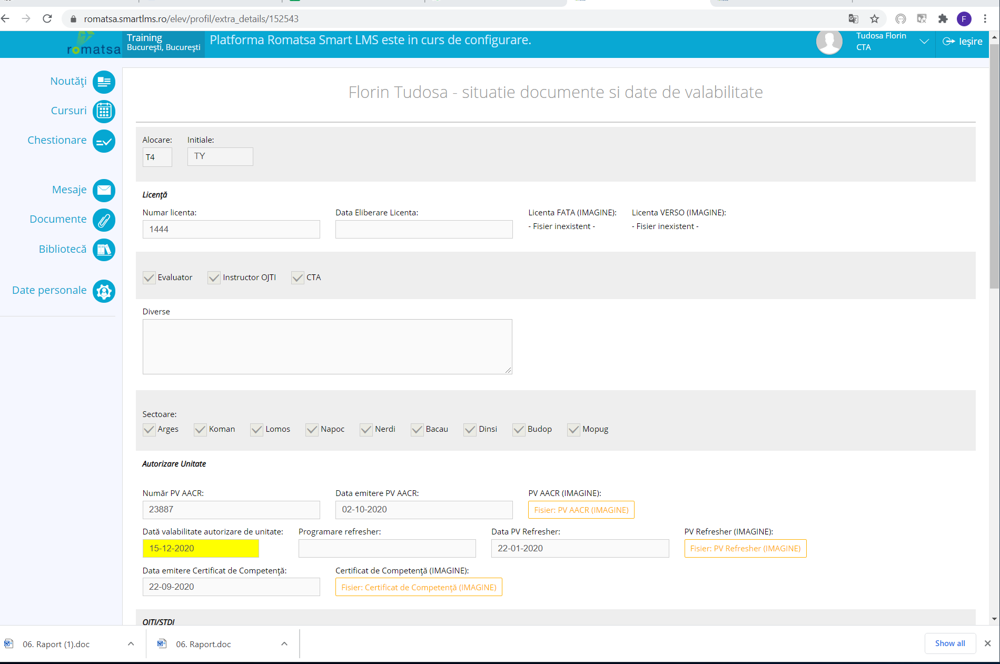 romatsa.smartlms.ro/elev/profil/extra_details/152543
F
romatsa
Training
București, București
Platforma Romatsa Smart LMS este in curs de configurare.
Tudosa Florin
CTA
Ieşire
Noutăţi
Cursuri
Chestionare
Mesaje
Documente
Bibliotecă
Date personale
Florin Tudosa - situatie documente si date de valabilitate
Alocare: Initiale:
T4 TY
Licenţă
Numar licenta: Data Eliberare Licenta: Licenta FATA (IMAGINE): Licenta VERSO (IMAGINE):
1444 - Fisier inexistent - - Fisier inexistent -
Evaluator Instructor OJTI CTA
Diverse
Sectoare:
Arges Koman Lomos Napoc Nerdi Bacau Dinsi Budop Mopug
Autorizare Unitate
Număr PV AACR: Data emitere PV AACR: PV AACR (IMAGINE):
23887 02-10-2020 Fisier: PV AACR (IMAGINE)
Dată valabilitate autorizare de unitate: Programare refresher: Data PV Refresher: PV Refresher (IMAGINE):
15-12-2020 22-01-2020 Fisier: PV Refresher (IMAGINE)
Data emitere Certificat de Competenţă: Certificat de Competenţă (IMAGINE):
22-09-2020 Fisier: Certificat de Competenţă (IMAGINE)
OJTI/STDI
06. Raport (1).doc 06. Raport.doc Show all